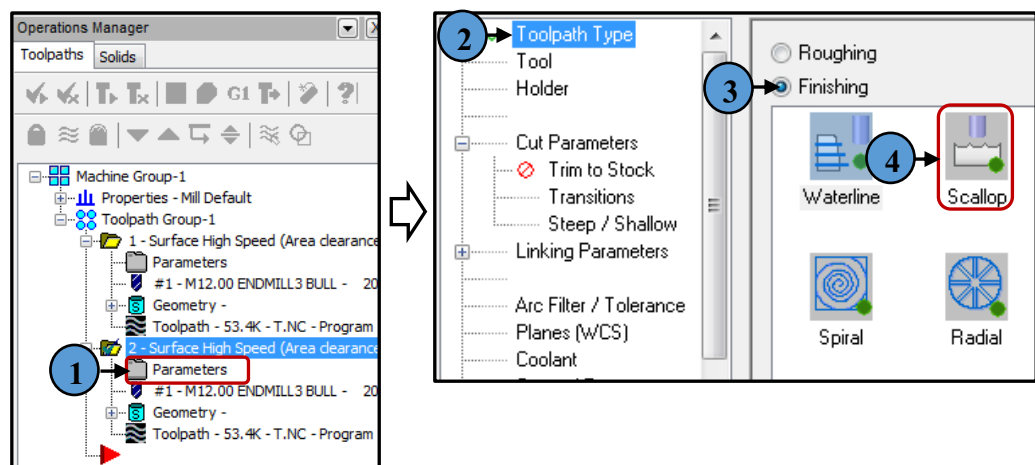 Operations Manager
Toolpaths Solids
G1
Machine Group-1
Properties - Mill Default
Toolpath Group-1
1 - Surface High Speed (Area clearance
Parameters
#1 - M12.00 ENDMILL3 BULL - 20
Geometry -
Toolpath - 53.4K - T.NC - Program
2 - Surface High Speed (Area clearance
1
Parameters
#1 - M12.00 ENDMILL3 BULL - 20
Geometry -
Toolpath - 53.4K - T.NC - Program
2
Toolpath Type
Tool
Holder
Cut Parameters
Trim to Stock
Transitions
Steep / Shallow
Linking Parameters
Arc Filter / Tolerance
Planes (WCS)
Coolant
Roughing
3
Finishing
4
Waterline
Scallop
Spiral
Radial